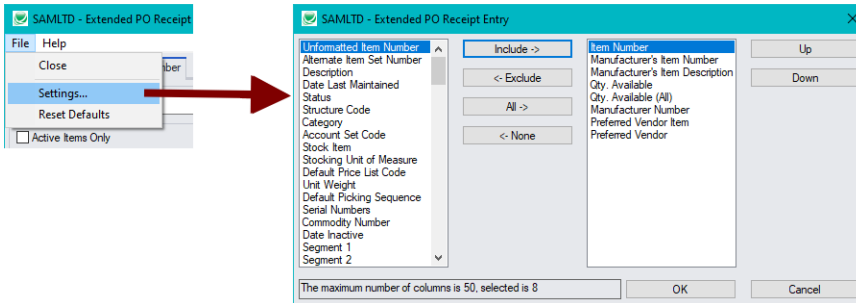 SAMLTD - Extended PO Receipt
File Help
Close
Settings...
Reset Defaults
Active Items Only
SAMLTD - Extended PO Receipt Entry
Unformatted Item Number
Alternate Item Set Number
Description
Date Last Maintained
Status
Structure Code
Category
Account Set Code
Stock Item
Stocking Unit of Measure
Default Price List Code
Unit Weight
Default Picking Sequence
Serial Numbers
Commodity Number
Date Inactive
Segment 1
Segment 2
Include ->
<- Exclude
All ->
<- None
Item Number
Manufacturer's Item Number
Manufacturer's Item Description
Qty. Available
Qty. Available (All)
Manufacturer Number
Preferred Vendor Item
Preferred Vendor
Up
Down
The maximum number of columns is 50, selected is 8
OK
Cancel